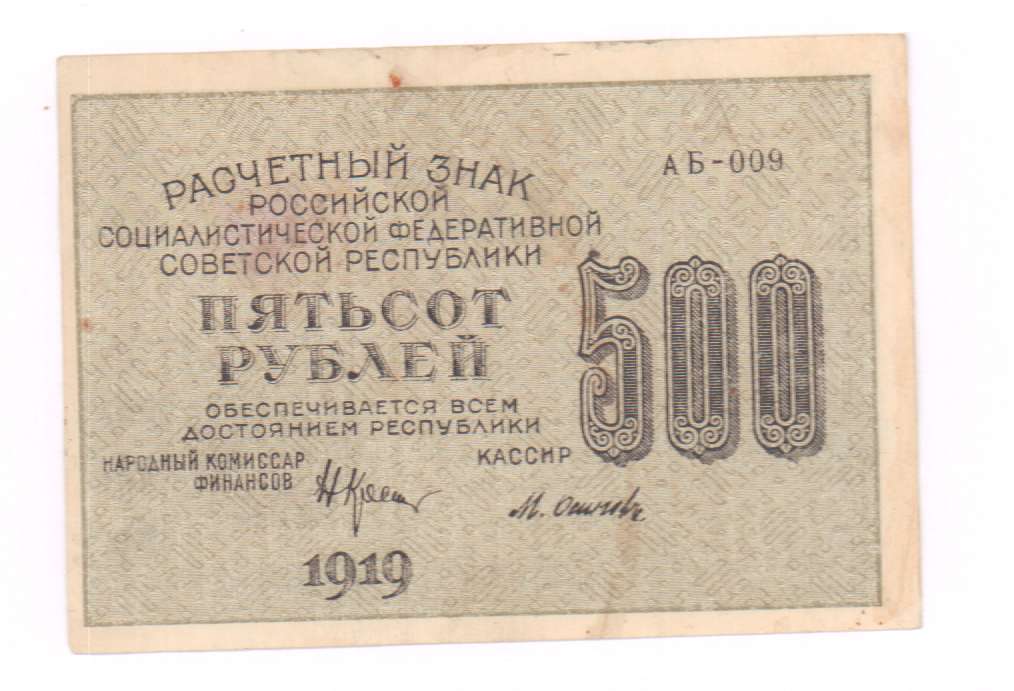 РАСЧЕТНЫЙ ЗНАК
АБ-009
РОССИЙСКОЙ
СОЦИАЛИСТИЧЕСКОЙ ФЕДЕРАТИВНОЙ
СОВЕТСКОЙ РЕСПУБЛИКИ
ПЯТЬСОТ
РУБЛЕЙ
500
ОБЕСПЕЧИВАЕТСЯ ВСЕМ
ДОСТОЯНИЕМ РЕСПУБЛИКИ
НАРОДНЫЙ КОМИССАР
ФИНАНСОВ
КАССИР
1919